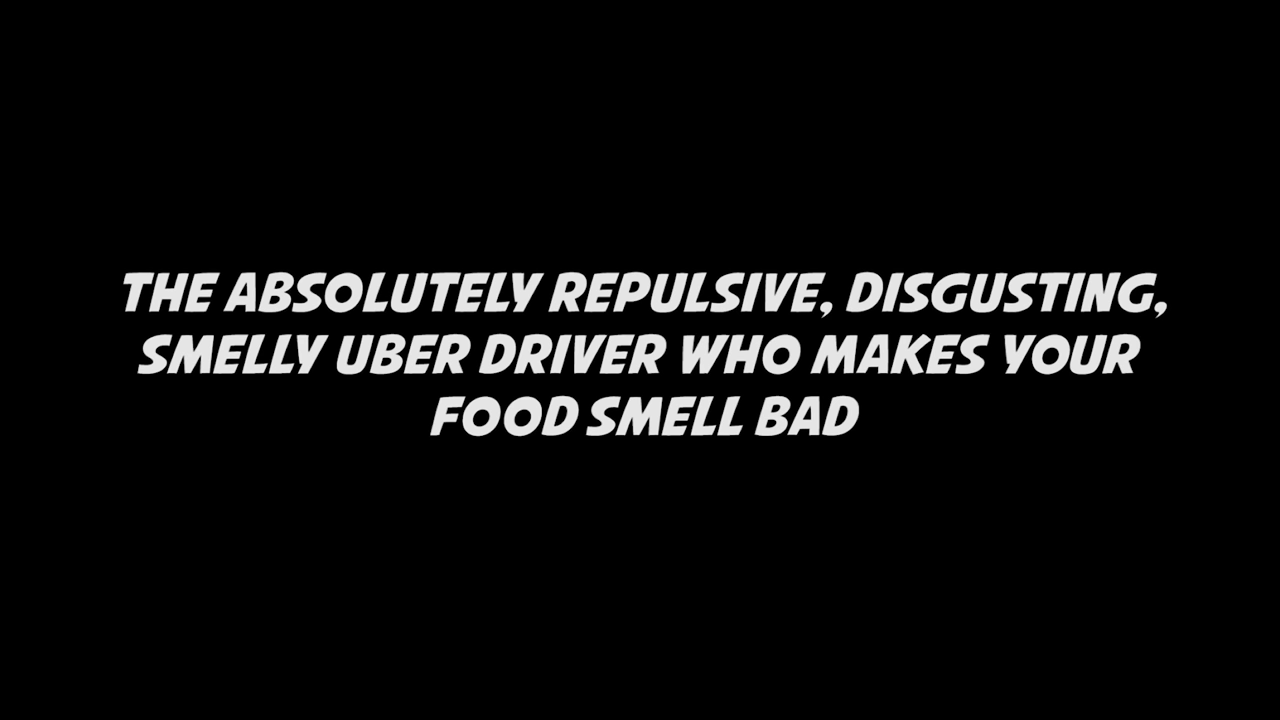 THE ABSOLUTELY REPULSIVE, DISGUSTING,
SMELLY UBER DRIVER WHO MAKES YOUR
FOOD SMELL BAD